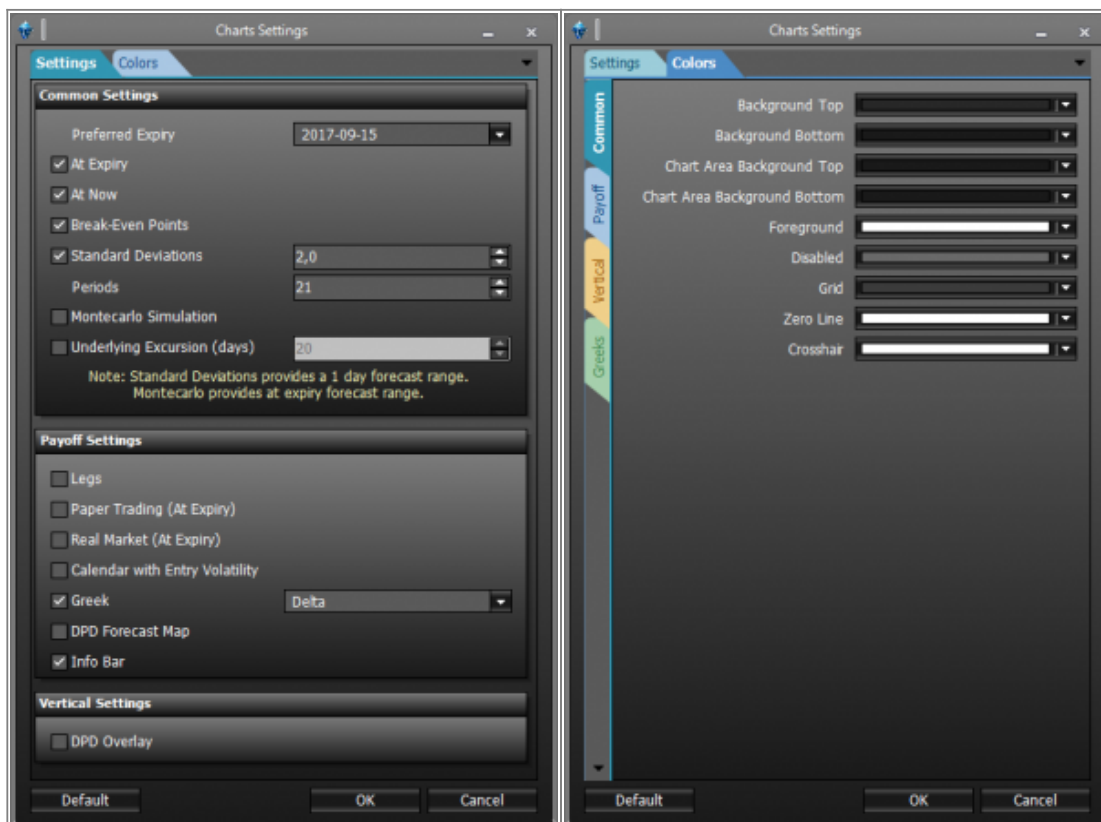 Charts Settings
Settings Colors
Common Settings
Preferred Expiry 2017-09-15
At Expiry
At Now
Break-Even Points
Standard Deviations 2,0
Periods 21
Montecarlo Simulation
Underlying Excursion (days) 20
Note: Standard Deviations provides a 1 day forecast range.
Montecarlo provides at expiry forecast range.
Payoff Settings
Legs
Paper Trading (At Expiry)
Real Market (At Expiry)
Calendar with Entry Volatility
Greek Delta
DPD Forecast Map
Info Bar
Vertical Settings
DPD Overlay
Default OK Cancel
Charts Settings
Settings Colors
Common
Payoff
Vertical
Greeks
Background Top
Background Bottom
Chart Area Background Top
Chart Area Background Bottom
Foreground
Disabled
Grid
Zero Line
Crosshair
Default OK Cancel